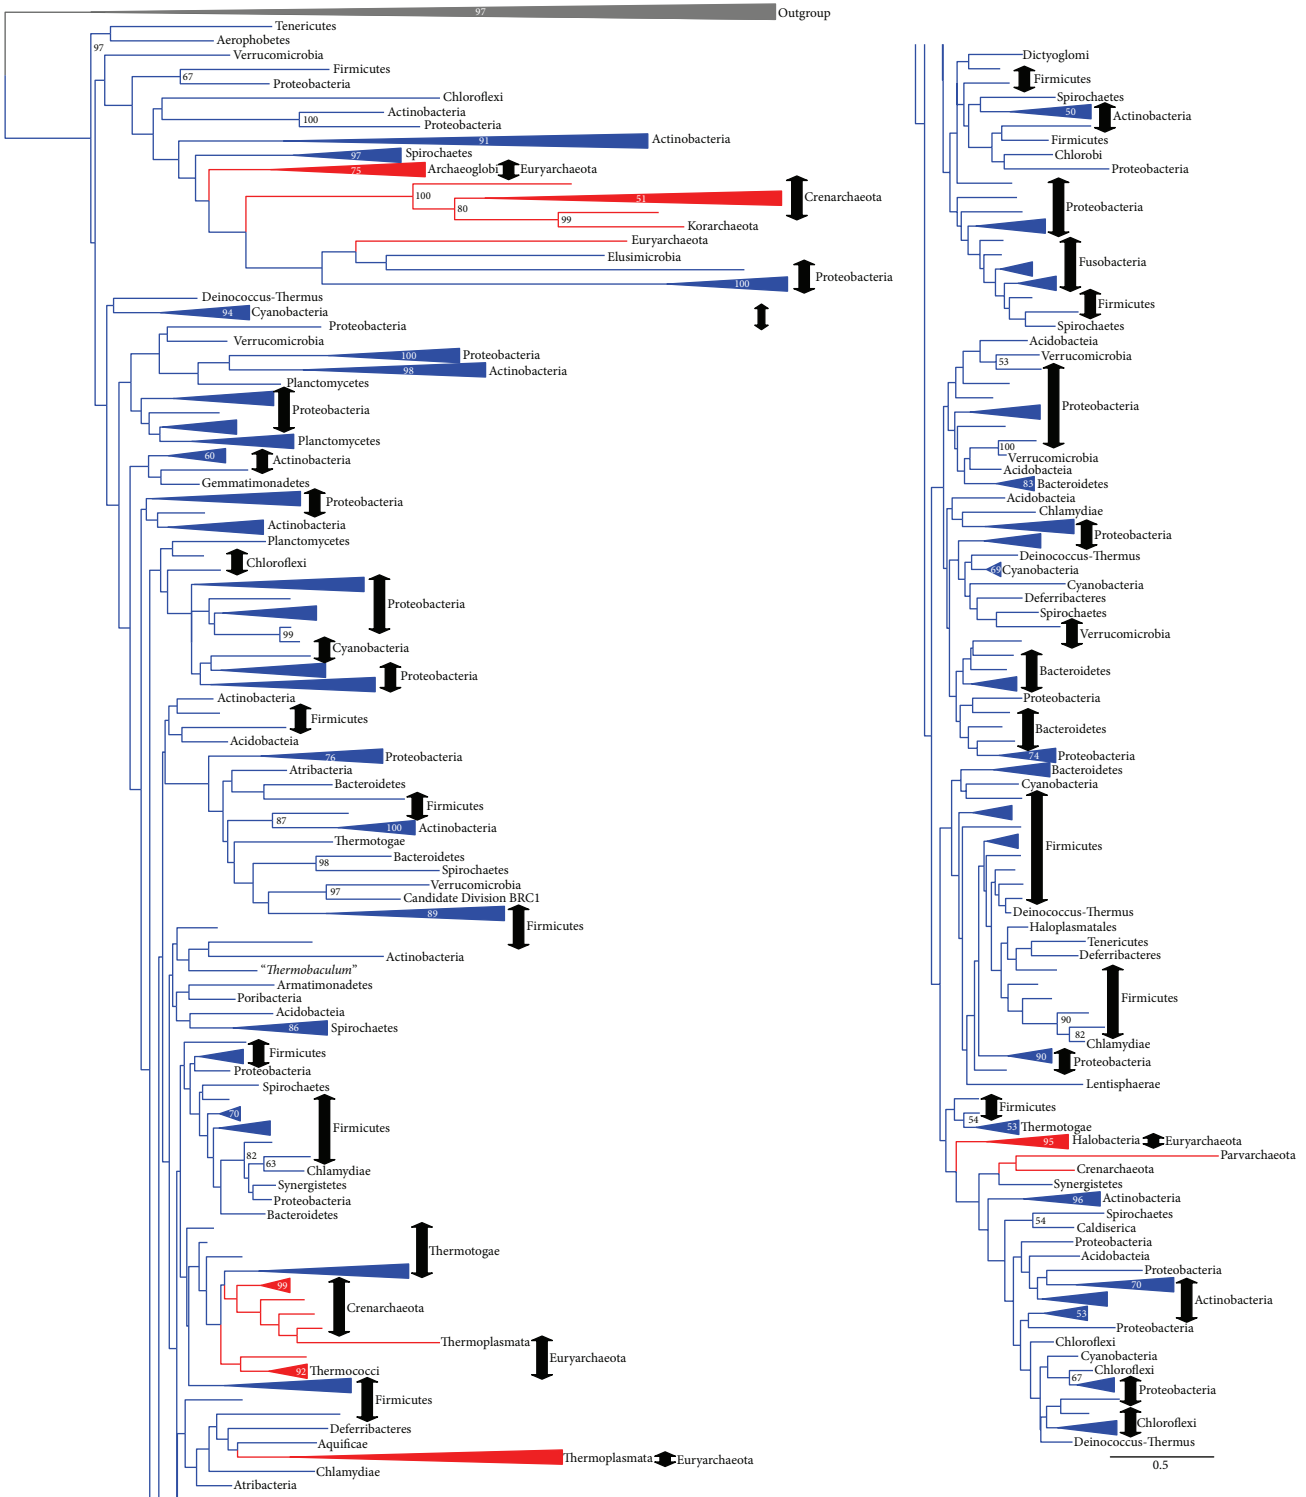 97
Outgroup
Tenericutes
Aerophobetes
97
Verrucomicrobia
Firmicutes
67
Proteobacteria
Chloroflexi
Actinobacteria
100
Proteobacteria
91
Actinobacteria
97
Spirochaetes
75
Archaeoglobi
Euryarchaeota
100
51
Crenarchaeota
80
99
Korarchaeota
Euryarchaeota
Elusimicrobia
Proteobacteria
100
Deinococcus-Thermus
94
Cyanobacteria
Proteobacteria
Verrucomicrobia
100
Proteobacteria
98
Actinobacteria
Planctomycetes
Proteobacteria
Planctomycetes
60
Actinobacteria
Gemmatimonadetes
Proteobacteria
Actinobacteria
Planctomycetes
Chloroflexi
Proteobacteria
99
Cyanobacteria
Proteobacteria
Actinobacteria
Firmicutes
Acidobacteia
76
Proteobacteria
Atribacteria
Bacteroidetes
Firmicutes
87
100
Actinobacteria
Thermotogae
Bacteroidetes
98
Spirochaetes
Verrucomicrobia
97
Candidate Division BRC1
89
Firmicutes
Actinobacteria
"Thermobaculum"
Armatimonadetes
Poribacteria
Acidobacteia
86
Spirochaetes
Firmicutes
Proteobacteria
Spirochaetes
70
Firmicutes
82
63
Chlamydiae
Synergistetes
Proteobacteria
Bacteroidetes
Thermotogae
99
Crenarchaeota
Thermoplasmata
Euryarchaeota
92
Thermococci
Firmicutes
Deferribacteres
Aquificae
Thermoplasmata
Euryarchaeota
Chlamydiae
Atribacteria
Dictyoglomi
Firmicutes
Spirochaetes
50
Actinobacteria
Firmicutes
Chlorobi
Proteobacteria
Proteobacteria
Fusobacteria
Firmicutes
Spirochaetes
Acidobacteia
Verrucomicrobia
53
Proteobacteria
100
Verrucomicrobia
Acidobacteia
83
Bacteroidetes
Acidobacteia
Chlamydiae
Proteobacteria
Deinococcus-Thermus
69
Cyanobacteria
Cyanobacteria
Deferribacteres
Spirochaetes
Verrucomicrobia
Bacteroidetes
Proteobacteria
Bacteroidetes
74
Proteobacteria
Bacteroidetes
Cyanobacteria
Firmicutes
Deinococcus-Thermus
Haloplasmatales
Tenericutes
Deferribacteres
Firmicutes
90
82
Chlamydiae
90
Proteobacteria
Lentisphaerae
Firmicutes
54
53
Thermotogae
95
Halobacteria
Euryarchaeota
Parvarchaeota
Crenarchaeota
Synergistetes
96
Actinobacteria
Spirochaetes
54
Caldiserica
Proteobacteria
Acidobacteia
Proteobacteria
70
Actinobacteria
53
Proteobacteria
Chloroflexi
Cyanobacteria
Chloroflexi
67
Proteobacteria
Chloroflexi
Deinococcus-Thermus
0.5